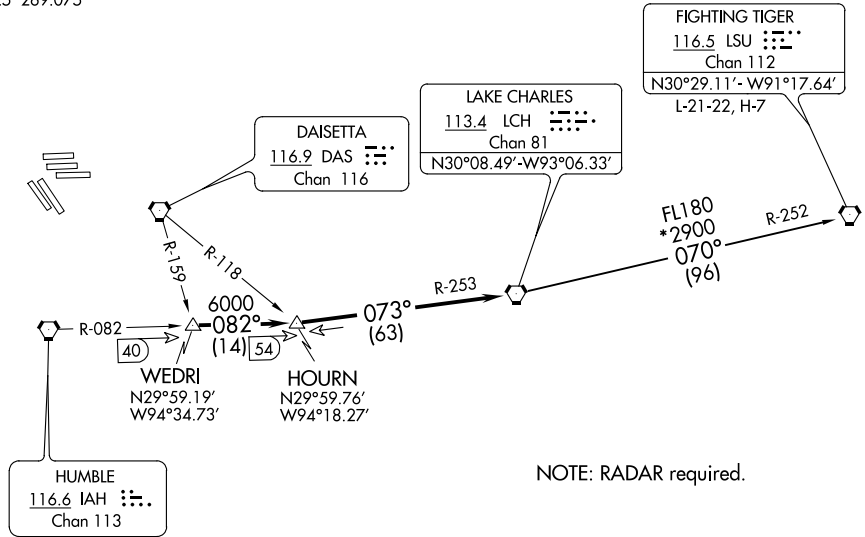 269.075
FIGHTING TIGER
116.5 LSU
Chan 112
N30°29.11'- W91°17.64'
L-21-22, H-7
LAKE CHARLES
113.4 LCH
Chan 81
N30°08.49'-W93°06.33'
DAISETTA
116.9 DAS
Chan 116
FL180
*2900
070°
(96)
R-252
R-159
R-118
R-253
073°
(63)
6000
082°
(14)
R-082
40
54
WEDRI
N29°59.19'
W94°34.73'
HOURN
N29°59.76'
W94°18.27'
HUMBLE
116.6 IAH
Chan 113
NOTE: RADAR required.